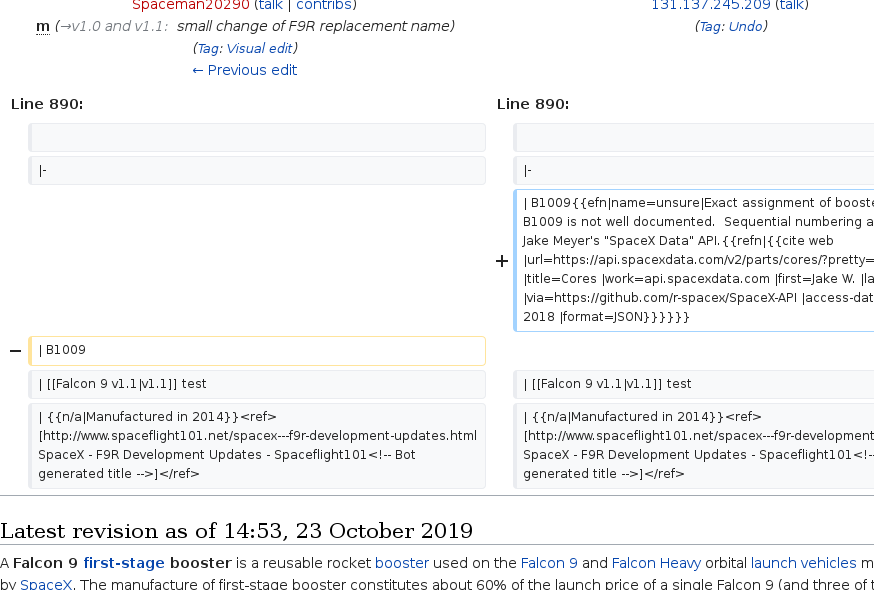 Spaceman20290 (talk | contribs)
m (→v1.0 and v1.1: small change of F9R replacement name)
(Tag: Visual edit)
← Previous edit
131.137.245.209 (talk)
(Tag: Undo)
Line 890:
|-
− | B1009
| [[Falcon 9 v1.1|v1.1]] test
| {{n/a|Manufactured in 2014}}<ref>
[http://www.spaceflight101.net/spacex---f9r-development-updates.html
SpaceX - F9R Development Updates - Spaceflight101<!-- Bot
generated title -->]</ref>
Line 890:
|-
| B1009{{efn|name=unsure|Exact assignment of
B1009 is not well documented.  Sequential numbering
Jake Meyer's "SpaceX Data" API.{{refn|{{cite web
+ |url=https://api.spacexdata.com/v2/parts/cores/?pretty=
|title=Cores |work=api.spacexdata.com |first=Jake W.
|via=https://github.com/r-spacex/SpaceX-API
2018 |format=JSON}}}}}}
| [[Falcon 9 v1.1|v1.1]] test
| {{n/a|Manufactured in 2014}}<ref>
[http://www.spaceflight101.net/spacex---f9r-development
SpaceX - F9R Development Updates - Spaceflight101<!-
generated title -->]</ref>
Latest revision as of 14:53, 23 October 2019
A Falcon 9 first-stage booster is a reusable rocket booster used on the Falcon 9 and Falcon Heavy orbital launch vehicles
by SpaceX. The manufacture of first-stage booster constitutes about 60% of the launch price of a single Falcon 9 (and three of